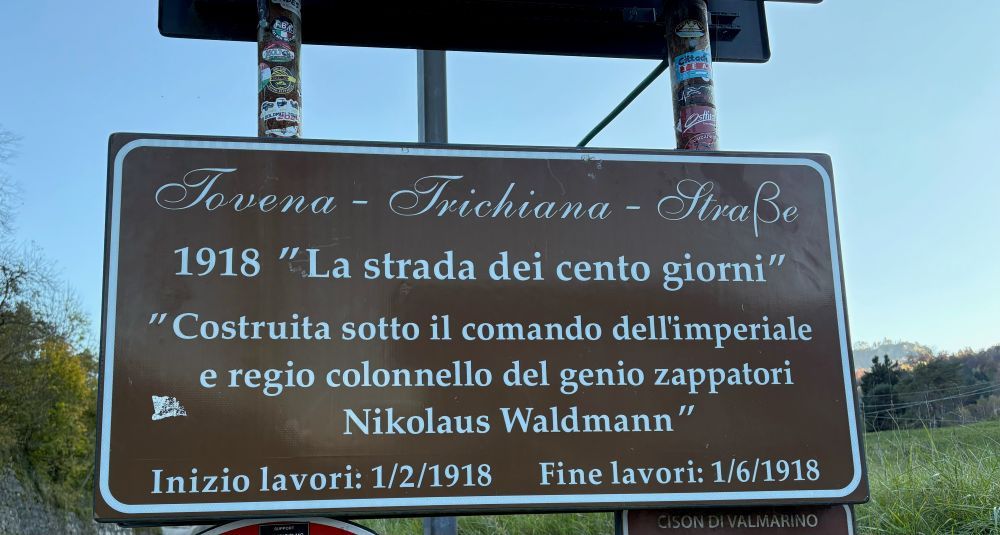 Tovena - Trichiana - Straße
1918 "La strada dei cento giorni"
"Costruita sotto il comando dell'imperiale
e regio colonnello del genio zappatori
Nikolaus Waldmann"
Inizio lavori: 1/2/1918 Fine lavori: 1/6/1918
SUPPORT
CISON DI VALMARINO